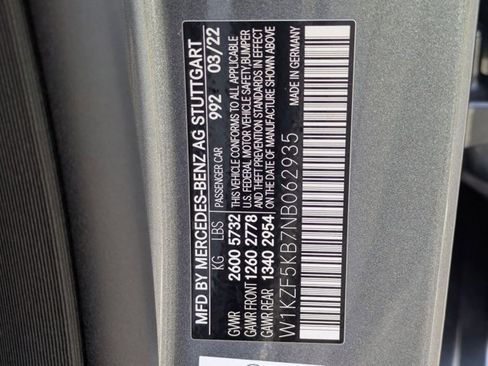 MFD BY MERCEDES-BENZ AG STUTTGART
PASSENGER CAR 992 03/22
KG LBS
GVWR 2600 5732
GAWR FRONT 1260 2778
GAWR REAR 1340 2954
THIS VEHICLE CONFORMS TO ALL APPLICABLE
U.S. FEDERAL MOTOR VEHICLE SAFETY,BUMPER
AND THEFT PREVENTION STANDARDS IN EFFECT
ON THE DATE OF MANUFACTURE SHOWN ABOVE
MADE IN GERMANY
W1KZF5KB7NB062935